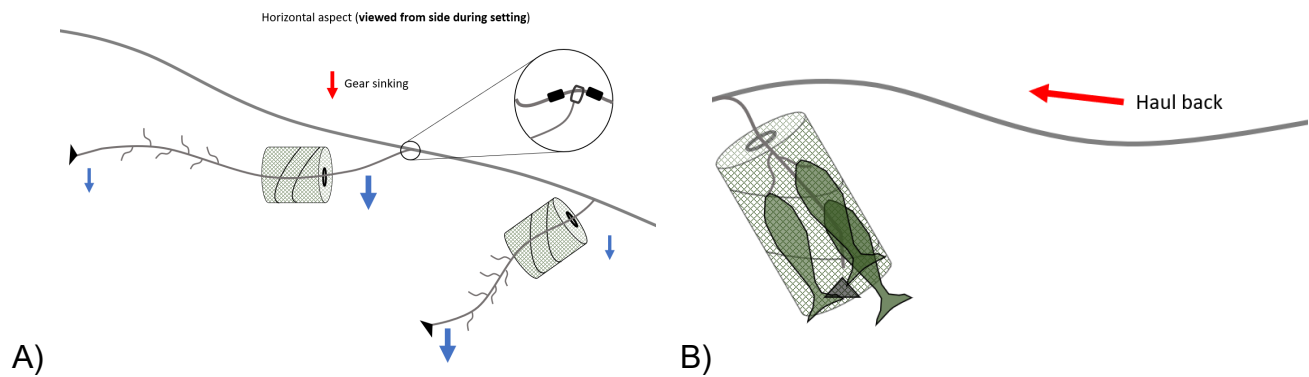 Horizontal aspect (viewed from side during setting)
Gear sinking
Haul back
A)
B)